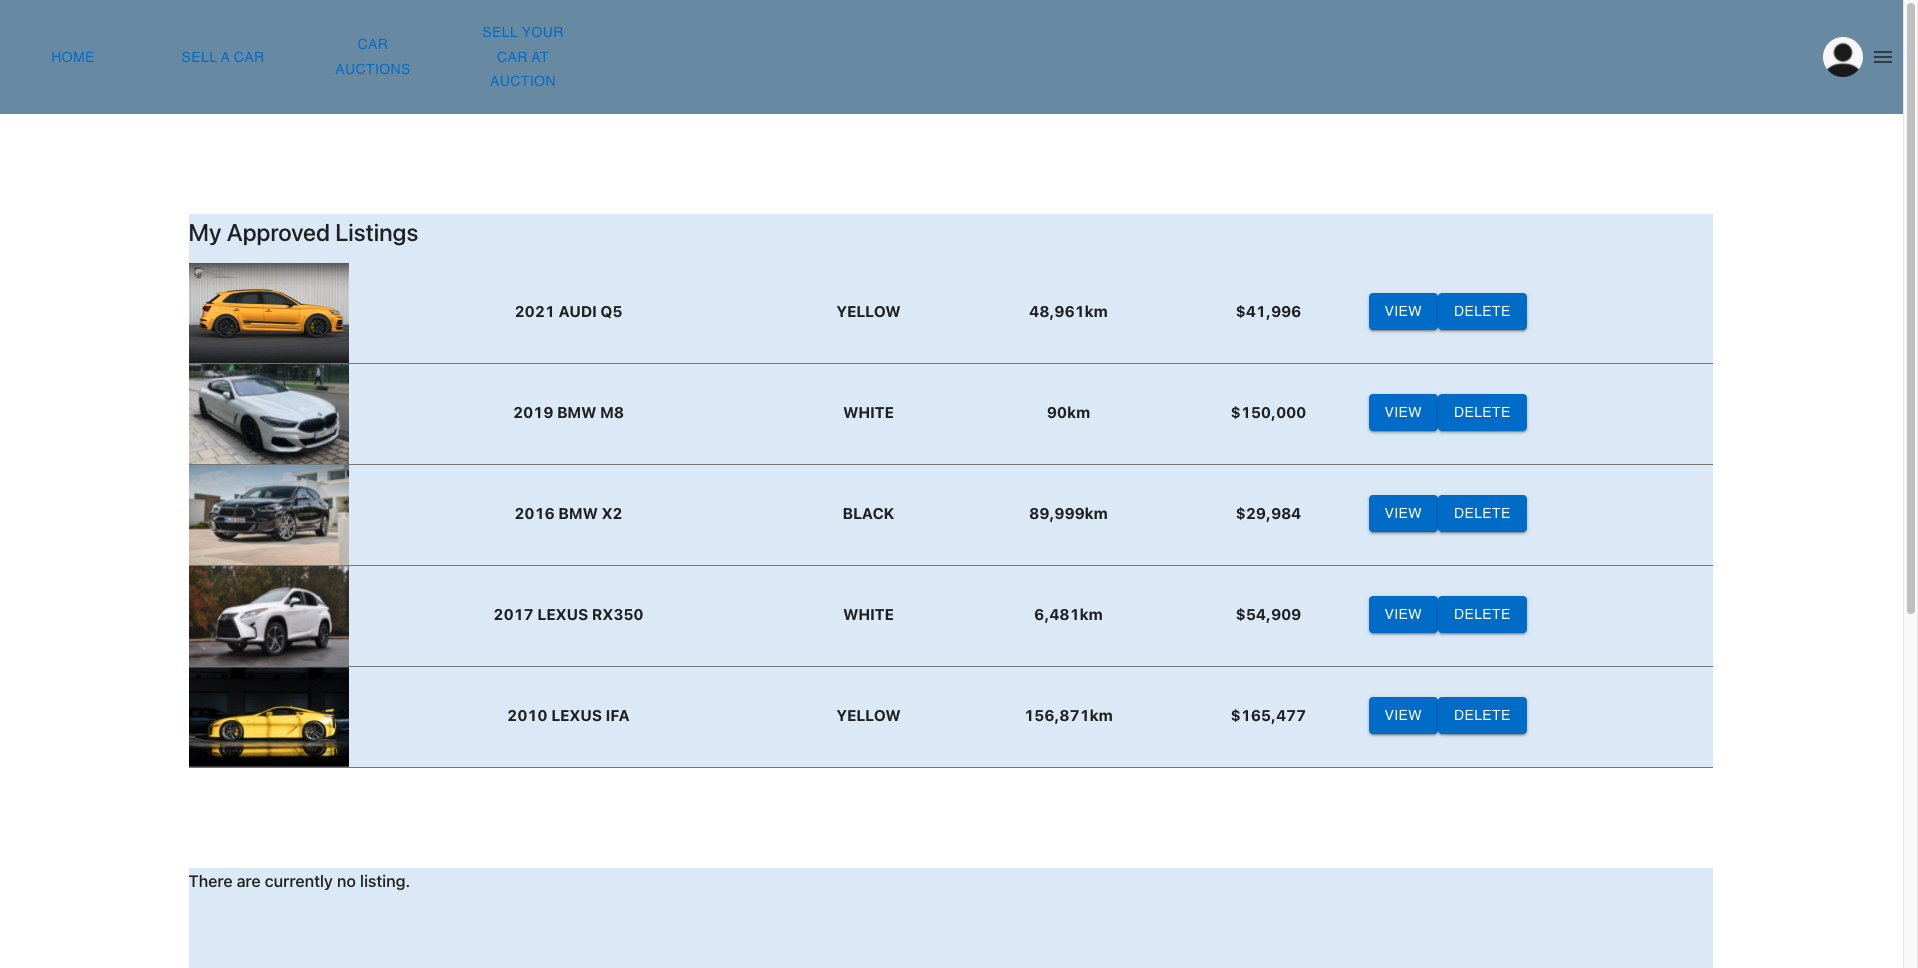 HOME
SELL A CAR
CAR
AUCTIONS
SELL YOUR
CAR AT
AUCTION
My Approved Listings
2021 AUDI Q5 YELLOW 48,961km $41,996 VIEW DELETE
2019 BMW M8 WHITE 90km $150,000 VIEW DELETE
2016 BMW X2 BLACK 89,999km $29,984 VIEW DELETE
2017 LEXUS RX350 WHITE 6,481km $54,909 VIEW DELETE
2010 LEXUS IFA YELLOW 156,871km $165,477 VIEW DELETE
There are currently no listing.